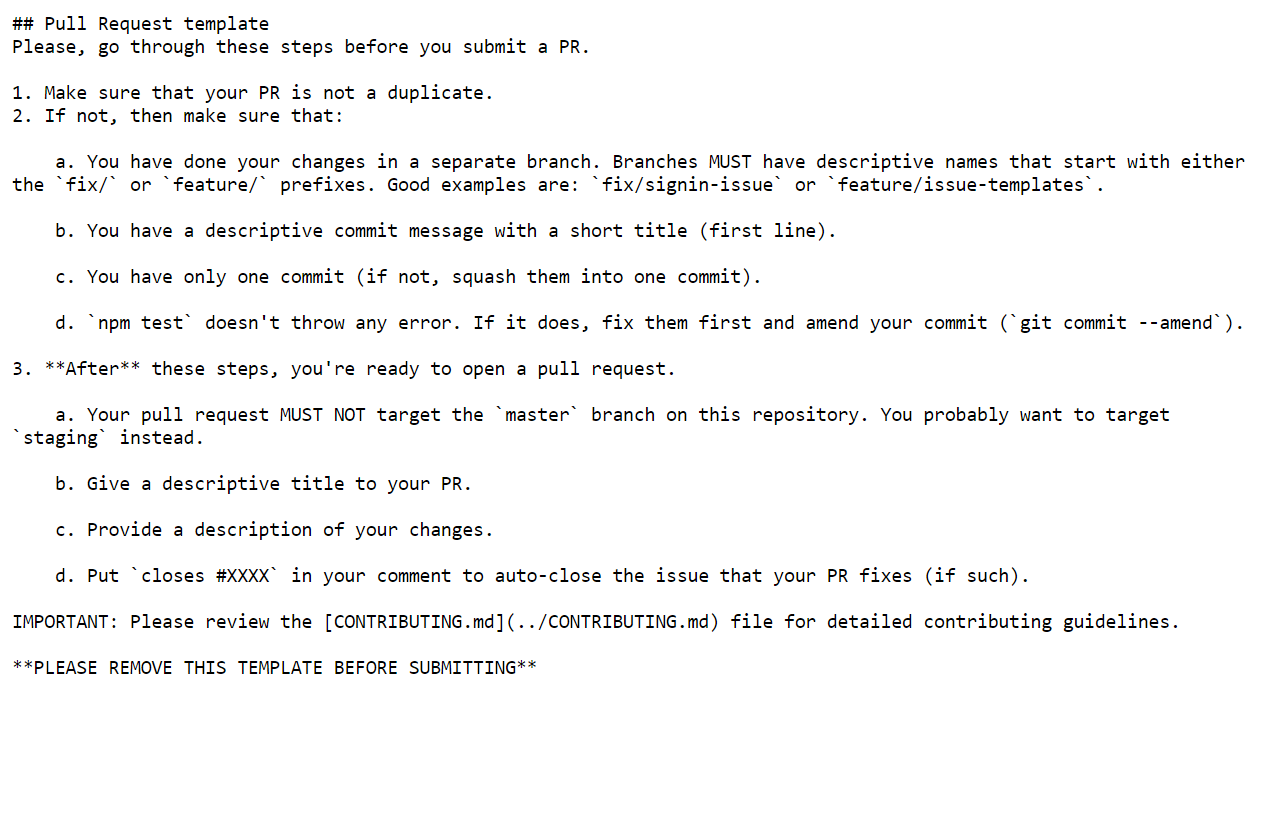 ## Pull Request template
Please, go through these steps before you submit a PR.

1. Make sure that your PR is not a duplicate.
2. If not, then make sure that:

    a. You have done your changes in a separate branch. Branches MUST have descriptive names that start with either
the `fix/` or `feature/` prefixes. Good examples are: `fix/signin-issue` or `feature/issue-templates`.

    b. You have a descriptive commit message with a short title (first line).

    c. You have only one commit (if not, squash them into one commit).

    d. `npm test` doesn't throw any error. If it does, fix them first and amend your commit (`git commit --amend`).

3. **After** these steps, you're ready to open a pull request.

    a. Your pull request MUST NOT target the `master` branch on this repository. You probably want to target
`staging` instead.

    b. Give a descriptive title to your PR.

    c. Provide a description of your changes.

    d. Put `closes #XXXX` in your comment to auto-close the issue that your PR fixes (if such).

IMPORTANT: Please review the [CONTRIBUTING.md](../CONTRIBUTING.md) file for detailed contributing guidelines.

**PLEASE REMOVE THIS TEMPLATE BEFORE SUBMITTING**